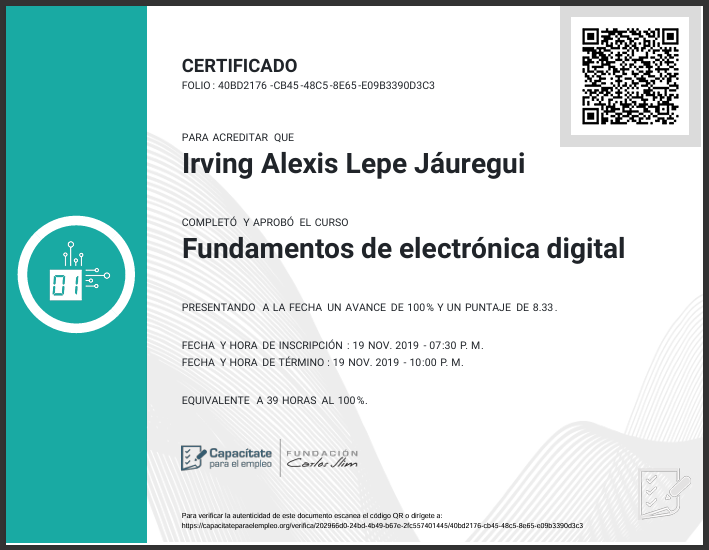 CERTIFICADO
FOLIO: 40BD2176-CB45-48C5-8E65-E09B3390D3C3
PARA ACREDITAR QUE
Irving Alexis Lepe Jáuregui
COMPLETÓ Y APROBÓ EL CURSO
Fundamentos de electrónica digital
PRESENTANDO A LA FECHA UN AVANCE DE 100% Y UN PUNTAJE DE 8.33.
FECHA Y HORA DE INSCRIPCIÓN : 19 NOV. 2019 - 07:30 P. M.
FECHA Y HORA DE TÉRMINO : 19 NOV. 2019 - 10:00 P. M.
EQUIVALENTE A 39 HORAS AL 100%.
01
Capacítate
para el empleo
FUNDACIÓN
Carlos Slim
Para verificar la autenticidad de este documento escanea el código QR o dirígete a:
https://capacitateparaelempleo.org/verifica/202966d0-24bd-4b49-b67e-2fc557401445/40bd2176-cb45-48c5-8e65-e09b3390d3c3